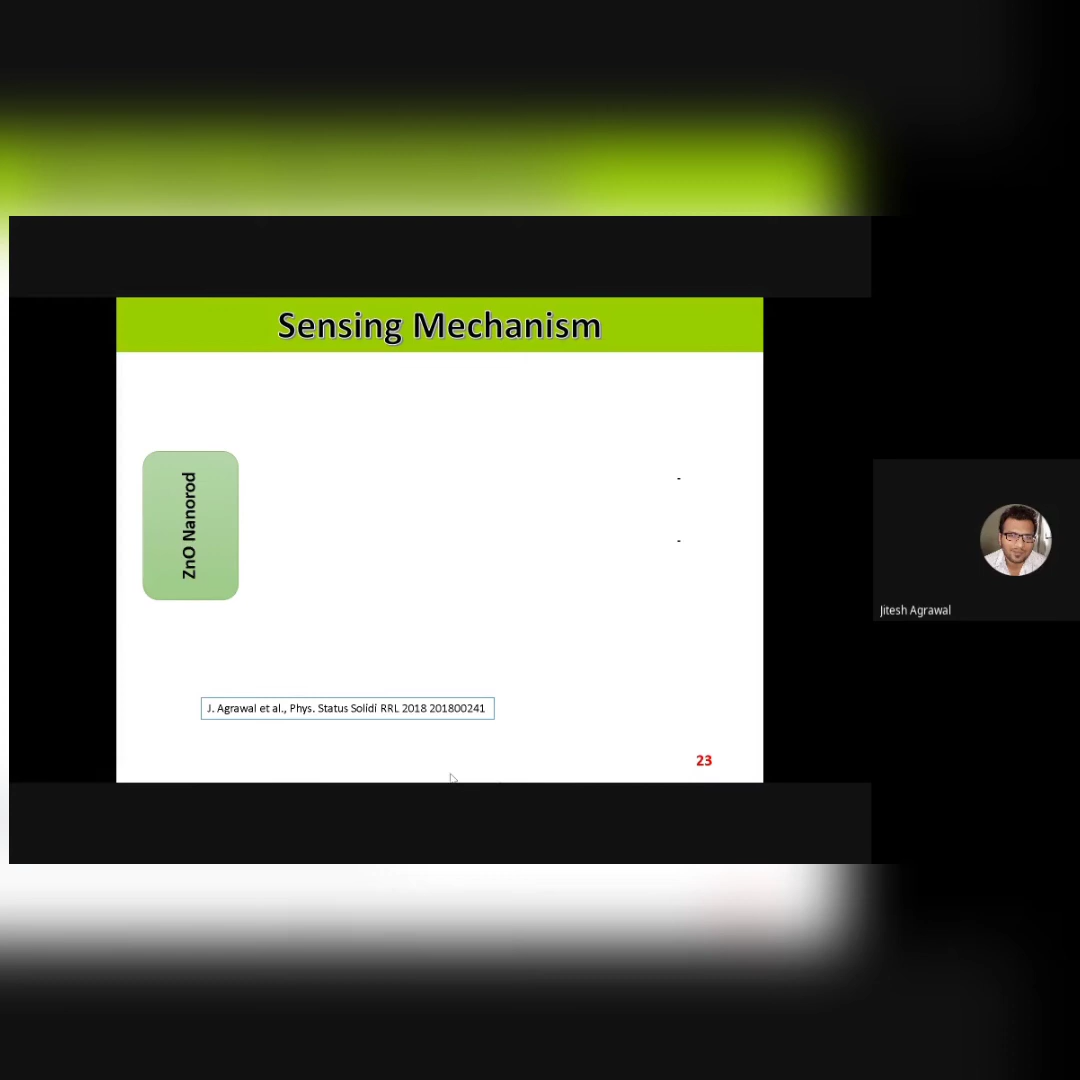 Sensing Mechanism
ZnO Nanorod
-
-
J. Agrawal et al., Phys. Status Solidi RRL 2018 201800241
23
Jitesh Agrawal